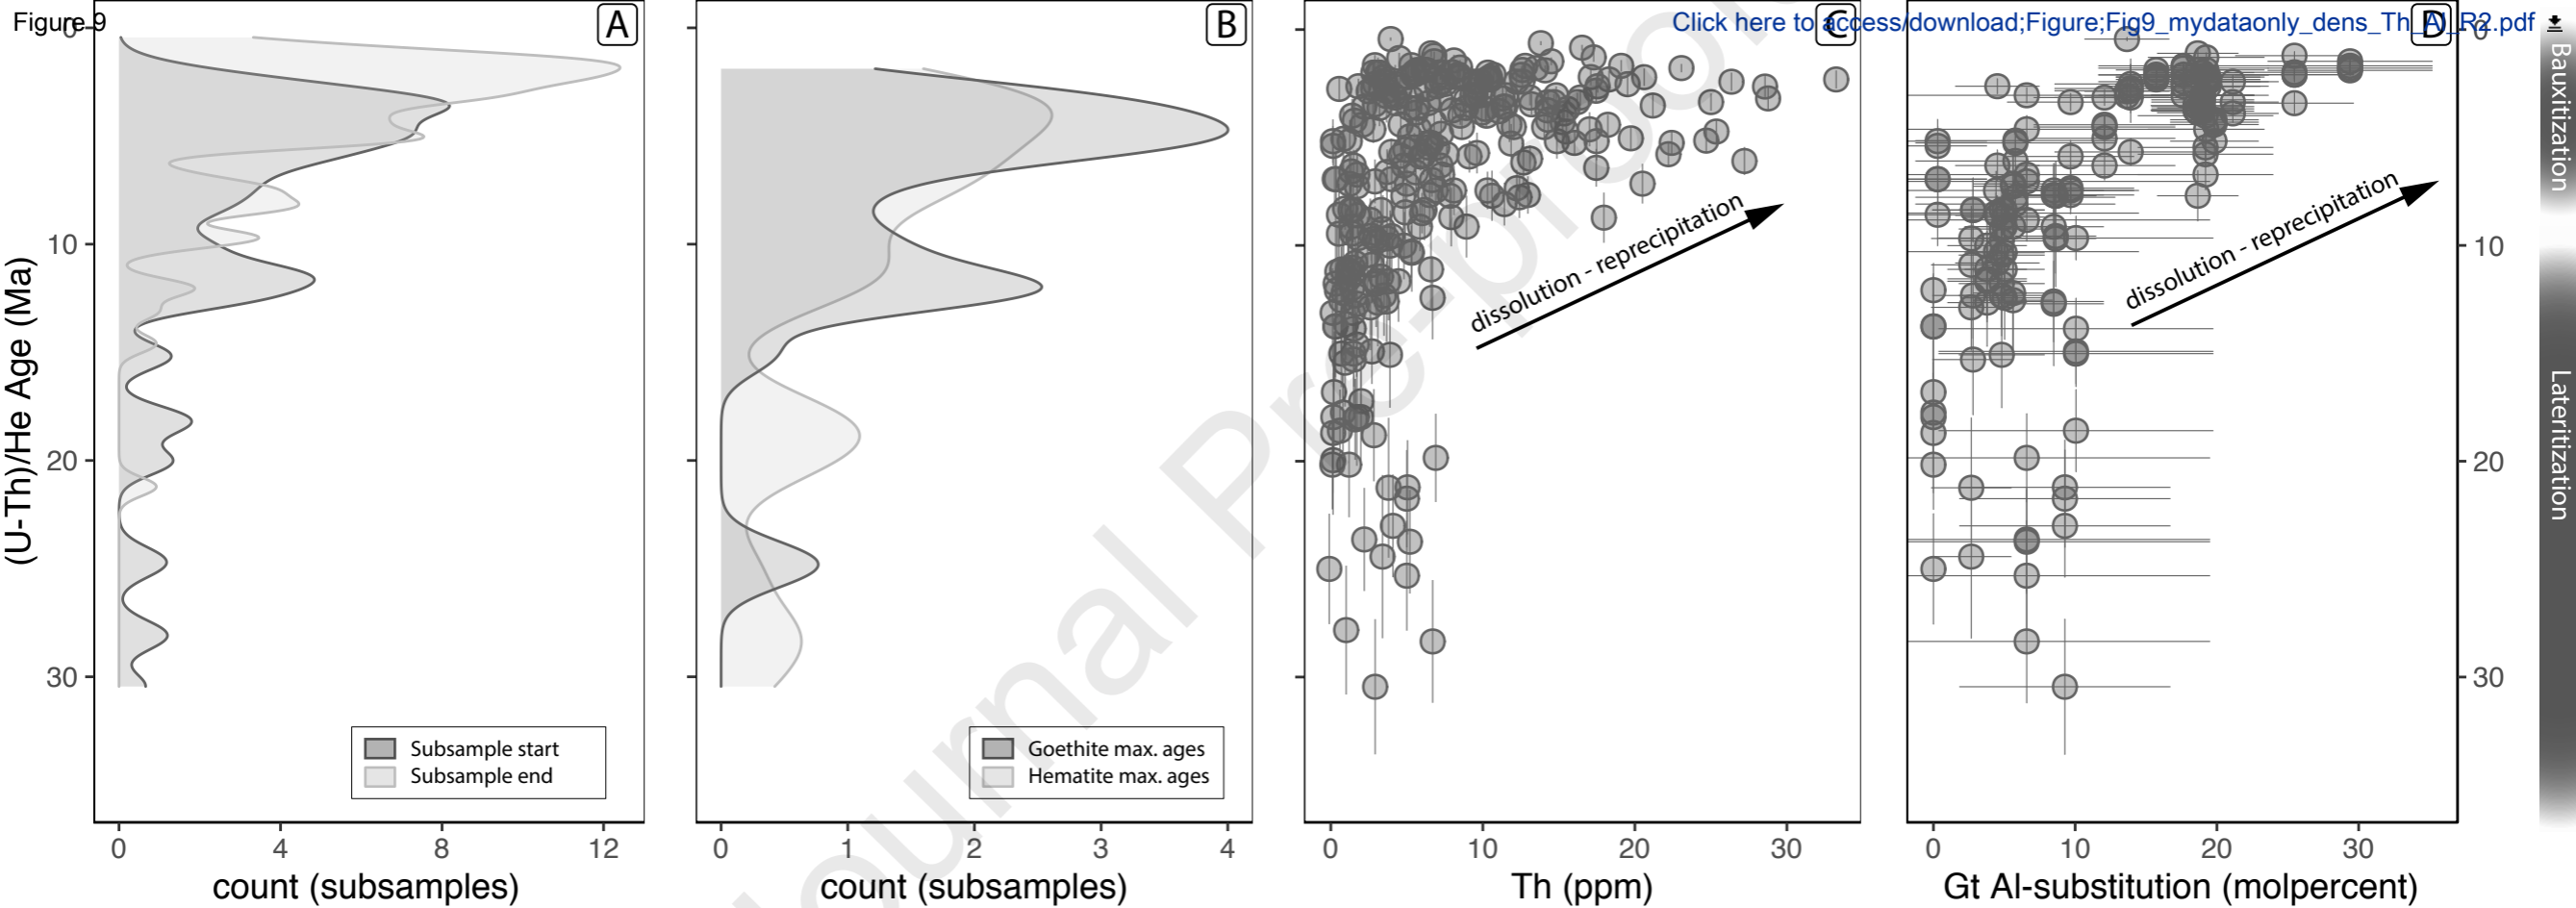 Figure 9
Click here to access/download;Figure;Fig9_mydataonly_dens_Th_Al_R2.pdf
A
B
C
D
(U-Th)/He Age (Ma)
0
10
20
30
Subsample start
Subsample end
0 4 8 12
count (subsamples)
Goethite max. ages
Hematite max. ages
0 1 2 3 4
count (subsamples)
dissolution - reprecipitation
0 10 20 30
Th (ppm)
dissolution - reprecipitation
0 10 20 30
Gt Al-substitution (molpercent)
0
10
20
30
Bauxitization
Lateritization
Journal Pre-proof